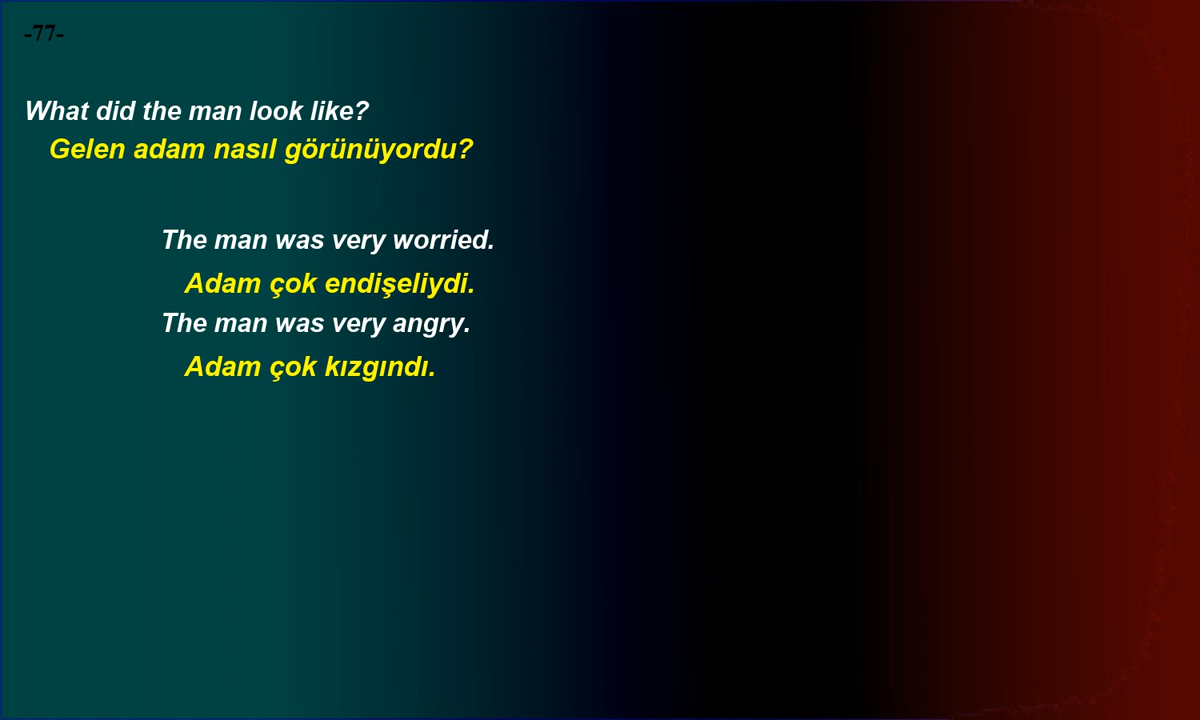 -77-
What did the man look like?
Gelen adam nasıl görünüyordu?
The man was very worried.
Adam çok endişeliydi.
The man was very angry.
Adam çok kızgındı.